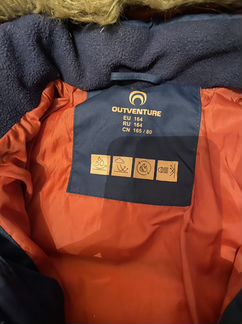 OUTVENTURE
EU 164
RU 164
CN 165 / 80